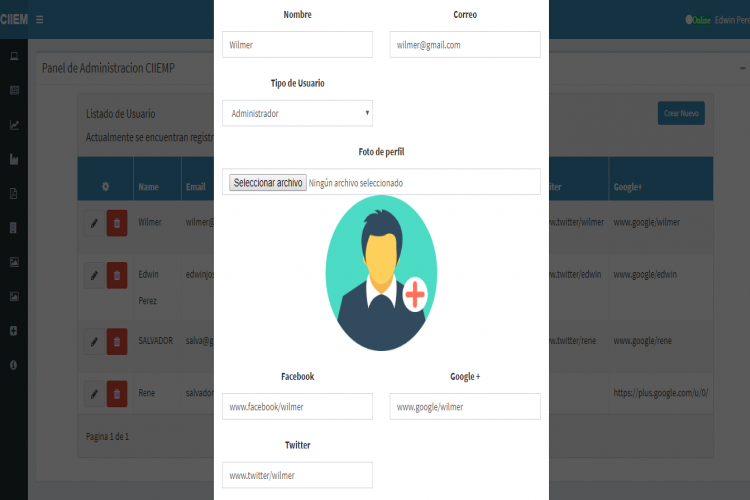 CIIEM
Online Edwin Pere
Panel de Administracion CIIEMP
Listado de Usuario
Actualmente se encuentran registr
Crear Nuevo
Name Email iter Google+
Wilmer wilmer@ w.twitter/wilmer www.google/wilmer
Edwin edwinjos w.twitter/edwin www.google/edwin
Perez
SALVADOR salva@g w.twitter/rene www.google/rene
Rene salvador https://plus.google.com/u/0/
Pagina 1 de 1
Nombre Correo
Wilmer wilmer@gmail.com
Tipo de Usuario
Administrador
Foto de perfil
Seleccionar archivo Ningún archivo seleccionado
Facebook Google +
www.facebook/wilmer www.google/wilmer
Twitter
www.twitter/wilmer